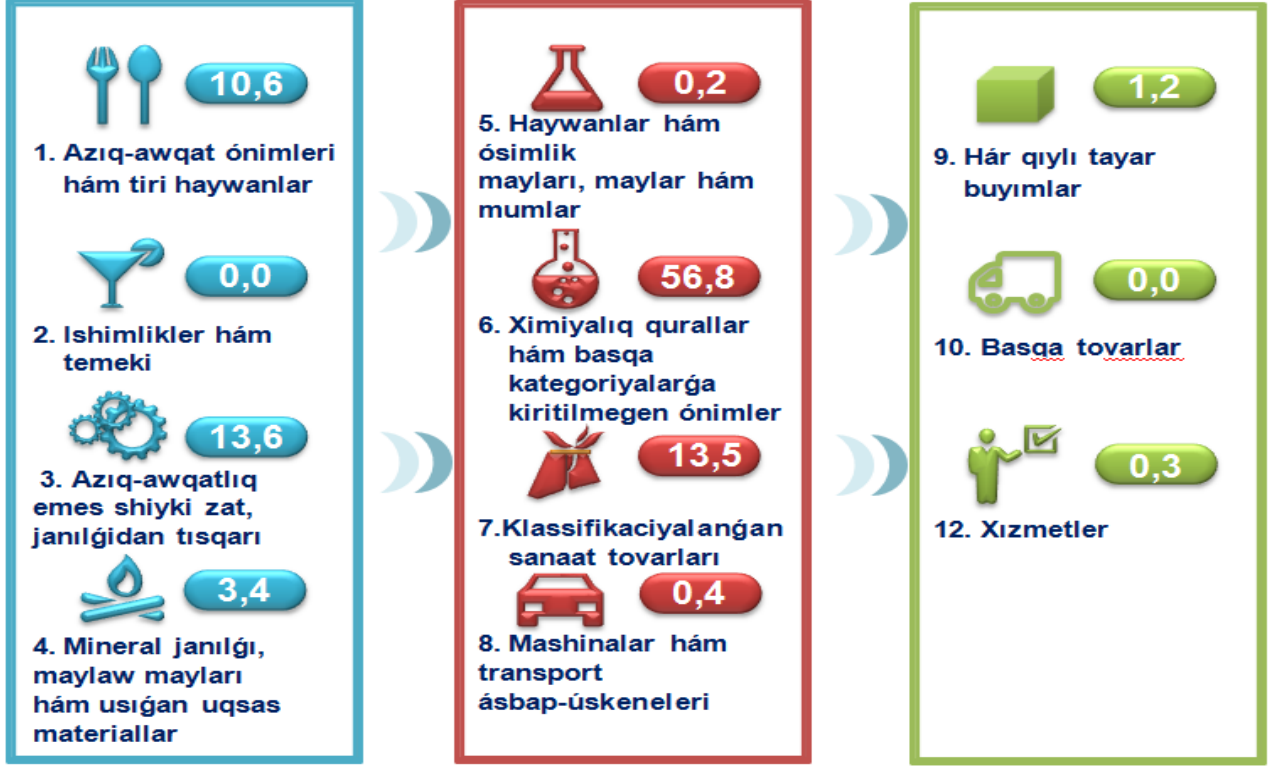 10,6
1. Azıq-awqat ónimleri
hám tiri haywanlar
0,0
2. Ishimlikler hám
temeki
13,6
3. Azıq-awqatlıq
emes shiyki zat,
janılǵidan tısqarı
3,4
4. Mineral janılǵı,
maylaw mayları
hám usıǵan uqsas
materiallar
0,2
5. Haywanlar hám
ósimlik
mayları, maylar hám
mumlar
56,8
6. Ximiyalıq qurallar
hám basqa
kategoriyalarǵa
kiritilmegen ónimler
13,5
7.Klassifikaciyalanǵan
sanaat tovarları
0,4
8. Mashinalar hám
transport
ásbap-úskeneleri
1,2
9. Hár qıylı tayar
buyımlar
0,0
10. Basqa tovarlar
0,3
12. Xızmetler